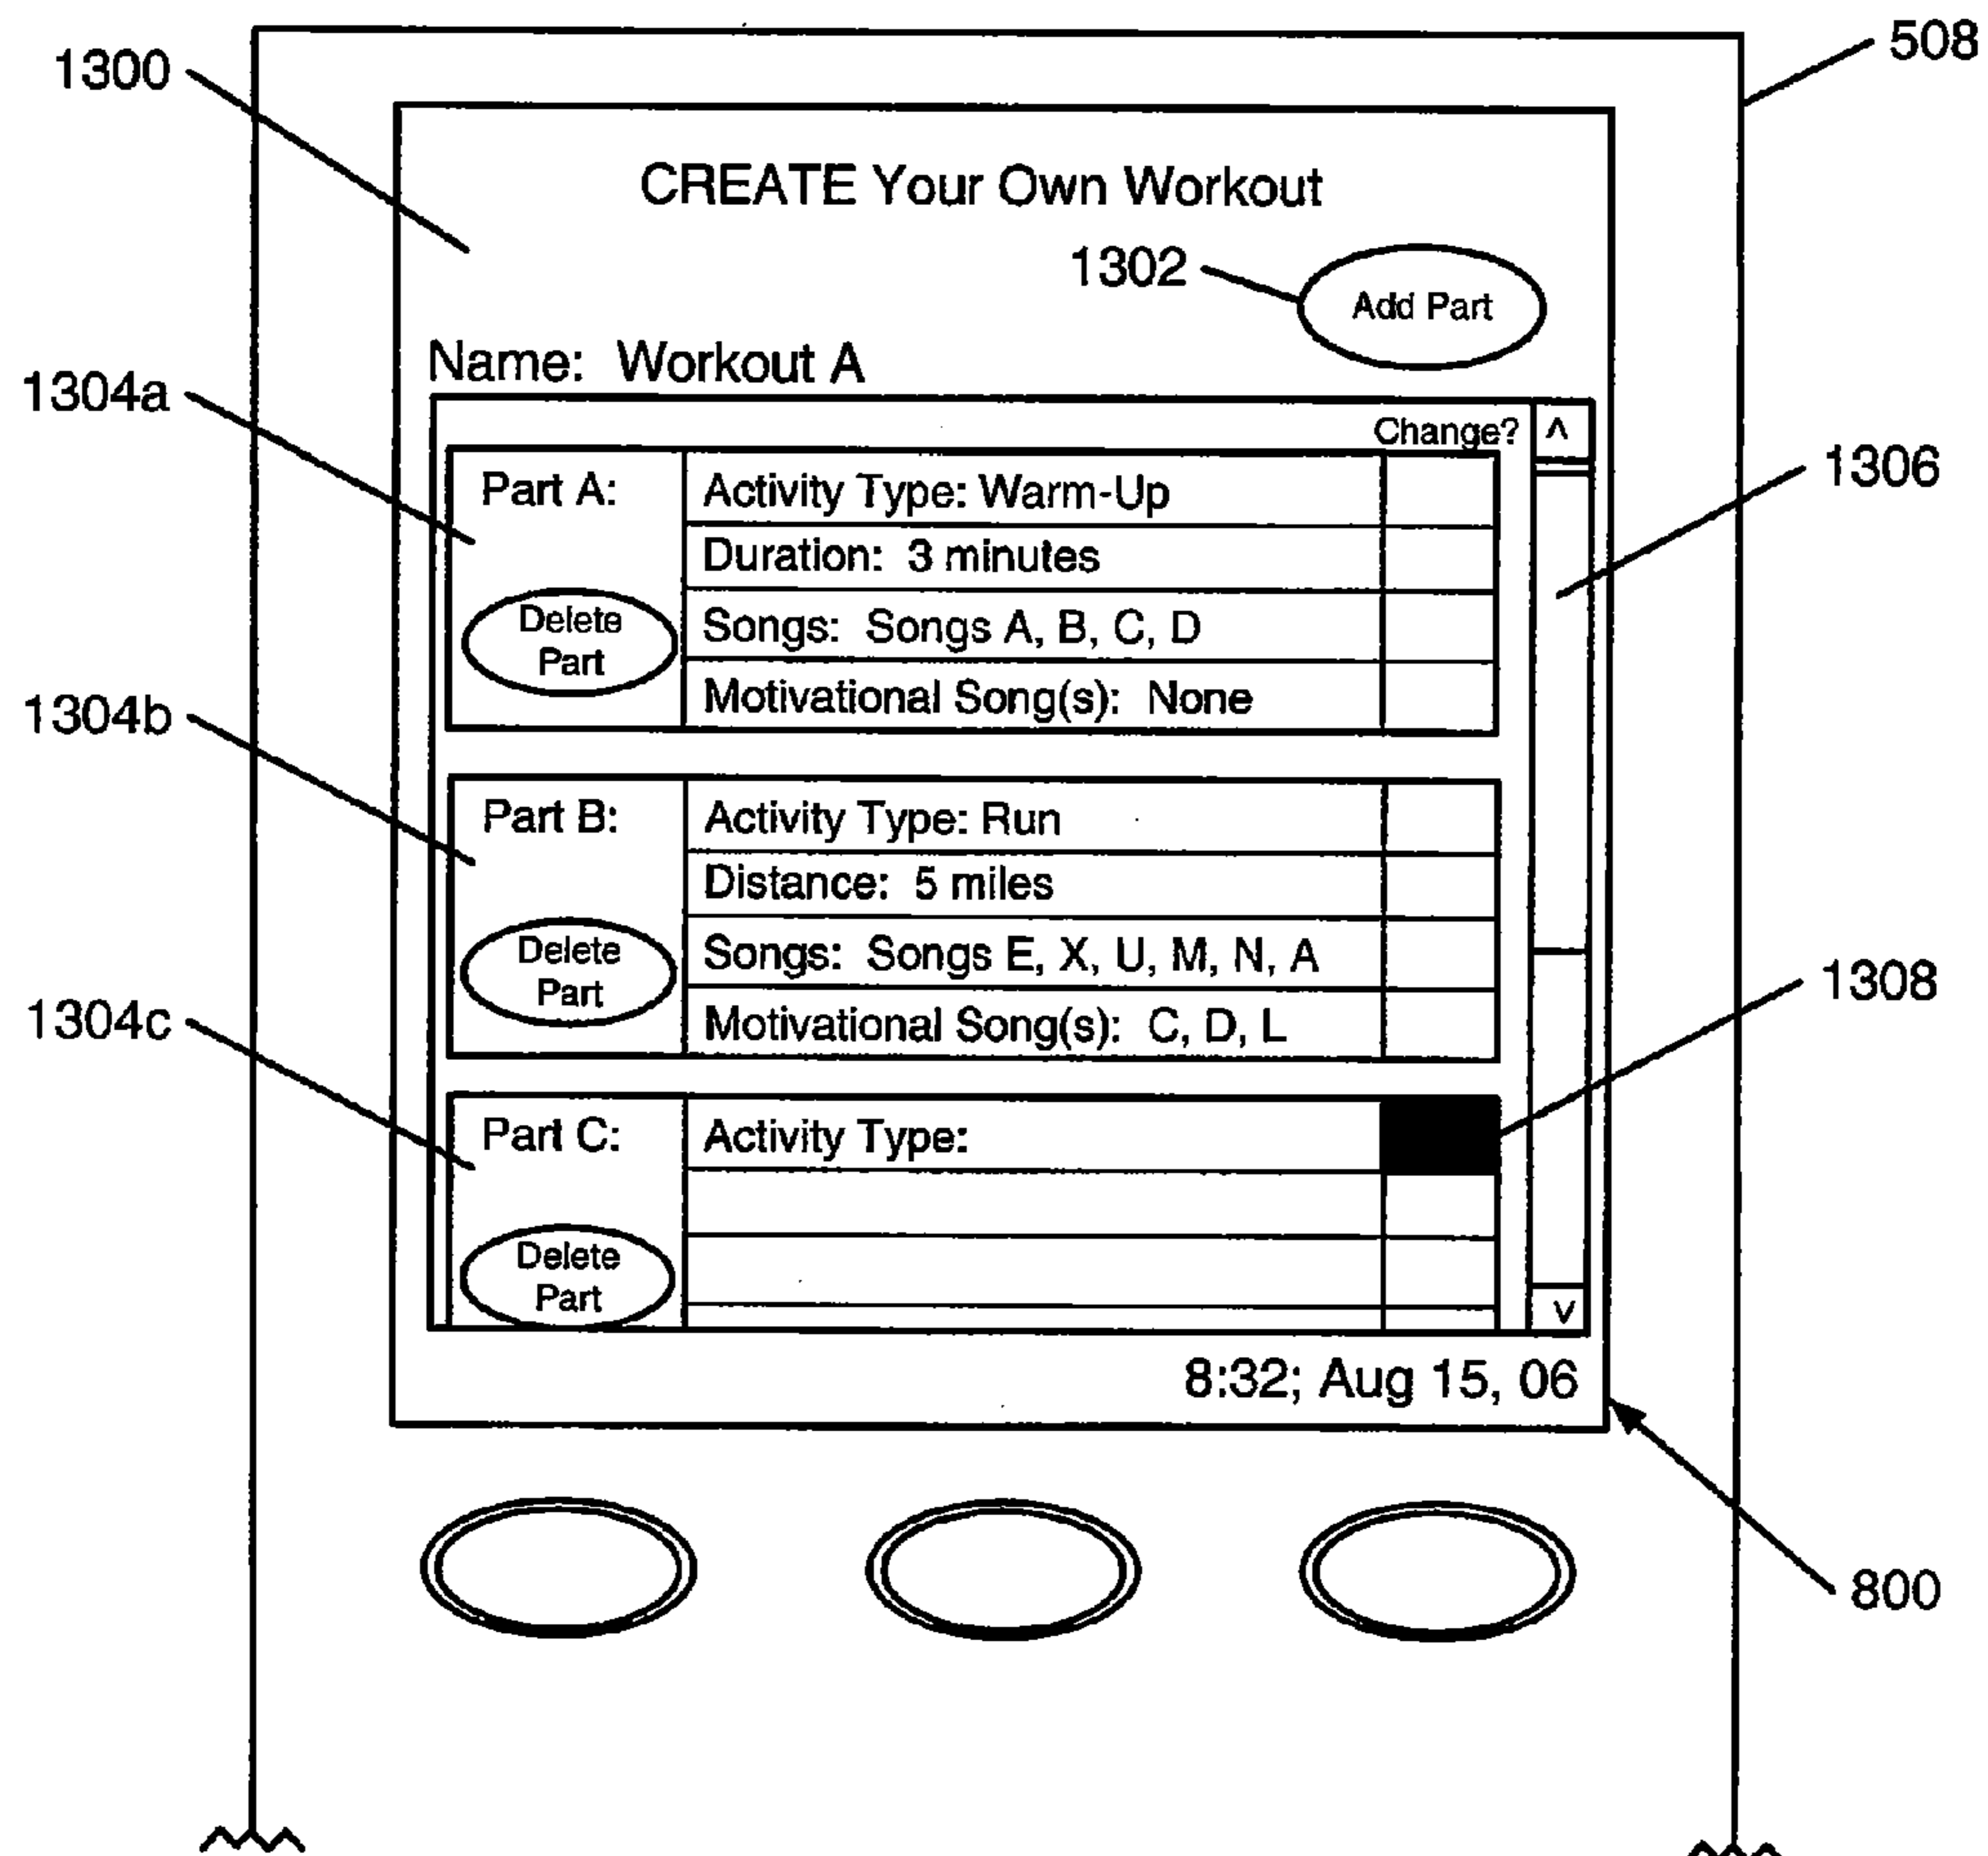 508
1300
CREATE Your Own Workout
1302
Add Part
Name: Workout A
1304a
Change?
^
1306
Part A:
Activity Type: Warm-Up
Duration: 3 minutes
Delete
Part
Songs: Songs A, B, C, D
Motivational Song(s): None
1304b
Part B:
Activity Type: Run
Distance: 5 miles
Delete
Part
Songs: Songs E, X, U, M, N, A
Motivational Song(s): C, D, L
1308
1304c
Part C:
Activity Type:
Delete
Part
v
8:32; Aug 15, 06
800